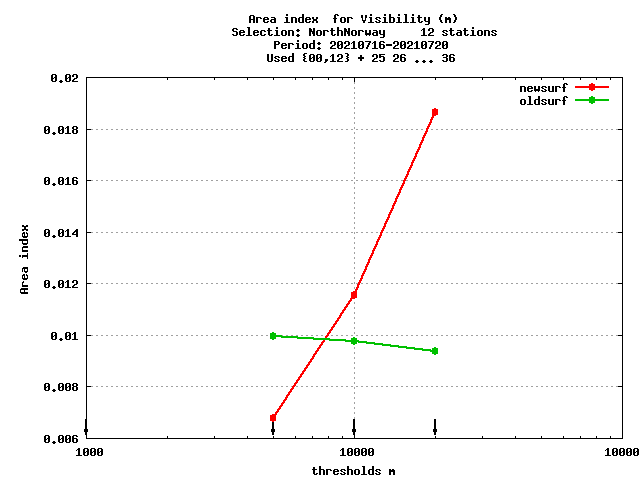 Area index  for Visibility (m)
Selection: NorthNorway     12 stations
Period: 20210716-20210720
Used {00,12} + 25 26 ... 36
newsurf
oldsurf
0.02
0.018
0.016
0.014
0.012
0.01
0.008
0.006
Area index
1000
10000
10000
thresholds m